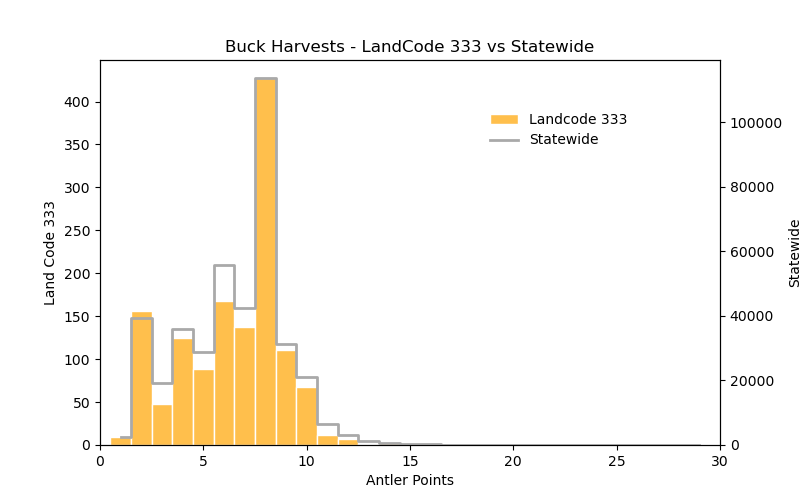 Buck Harvests - LandCode 333 vs Statewide
400
350
300
250
200
150
100
50
0
Land Code 333
Landcode 333
Statewide
100000
80000
60000
40000
20000
0
Statewide
0 5 10 15 20 25 30
Antler Points